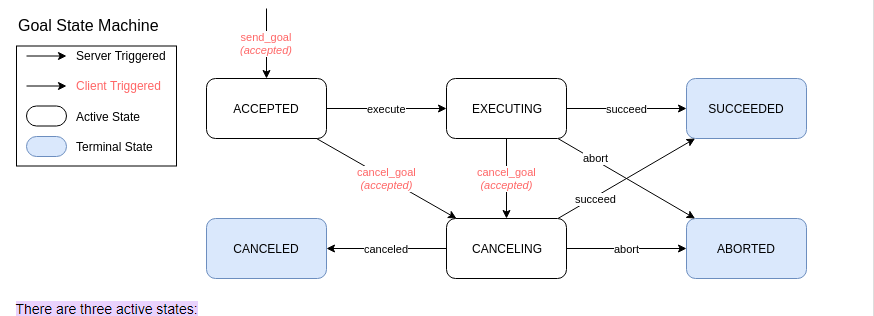 Goal State Machine
Server Triggered
Client Triggered
Active State
Terminal State
send_goal
(accepted)
ACCEPTED
execute
EXECUTING
succeed
SUCCEEDED
cancel_goal
(accepted)
cancel_goal
(accepted)
abort
succeed
CANCELED
canceled
CANCELING
abort
ABORTED
There are three active states: